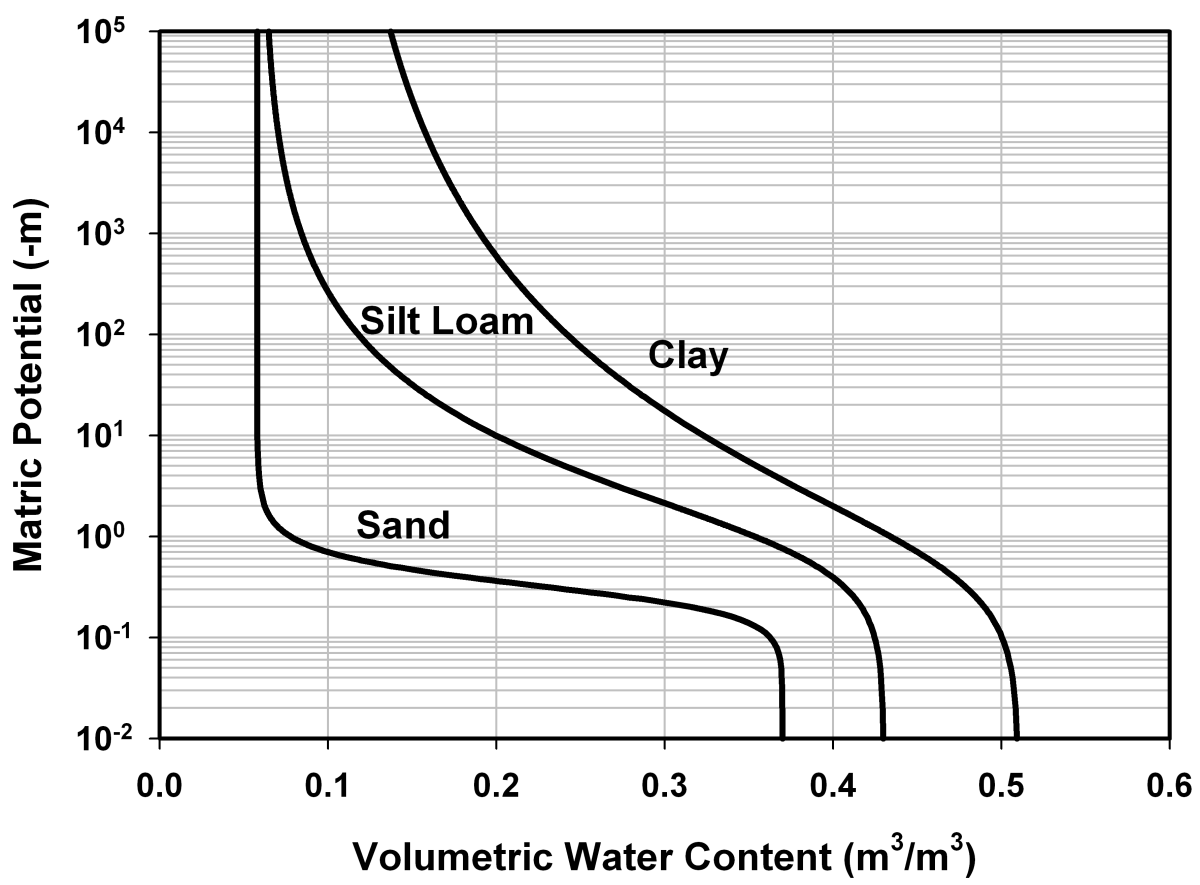 10⁵
10⁴
10³
10²
10¹
10⁰
10⁻¹
10⁻²
Matric Potential (-m)
Silt Loam
Clay
Sand
0.0 0.1 0.2 0.3 0.4 0.5 0.6
Volumetric Water Content (m³/m³)